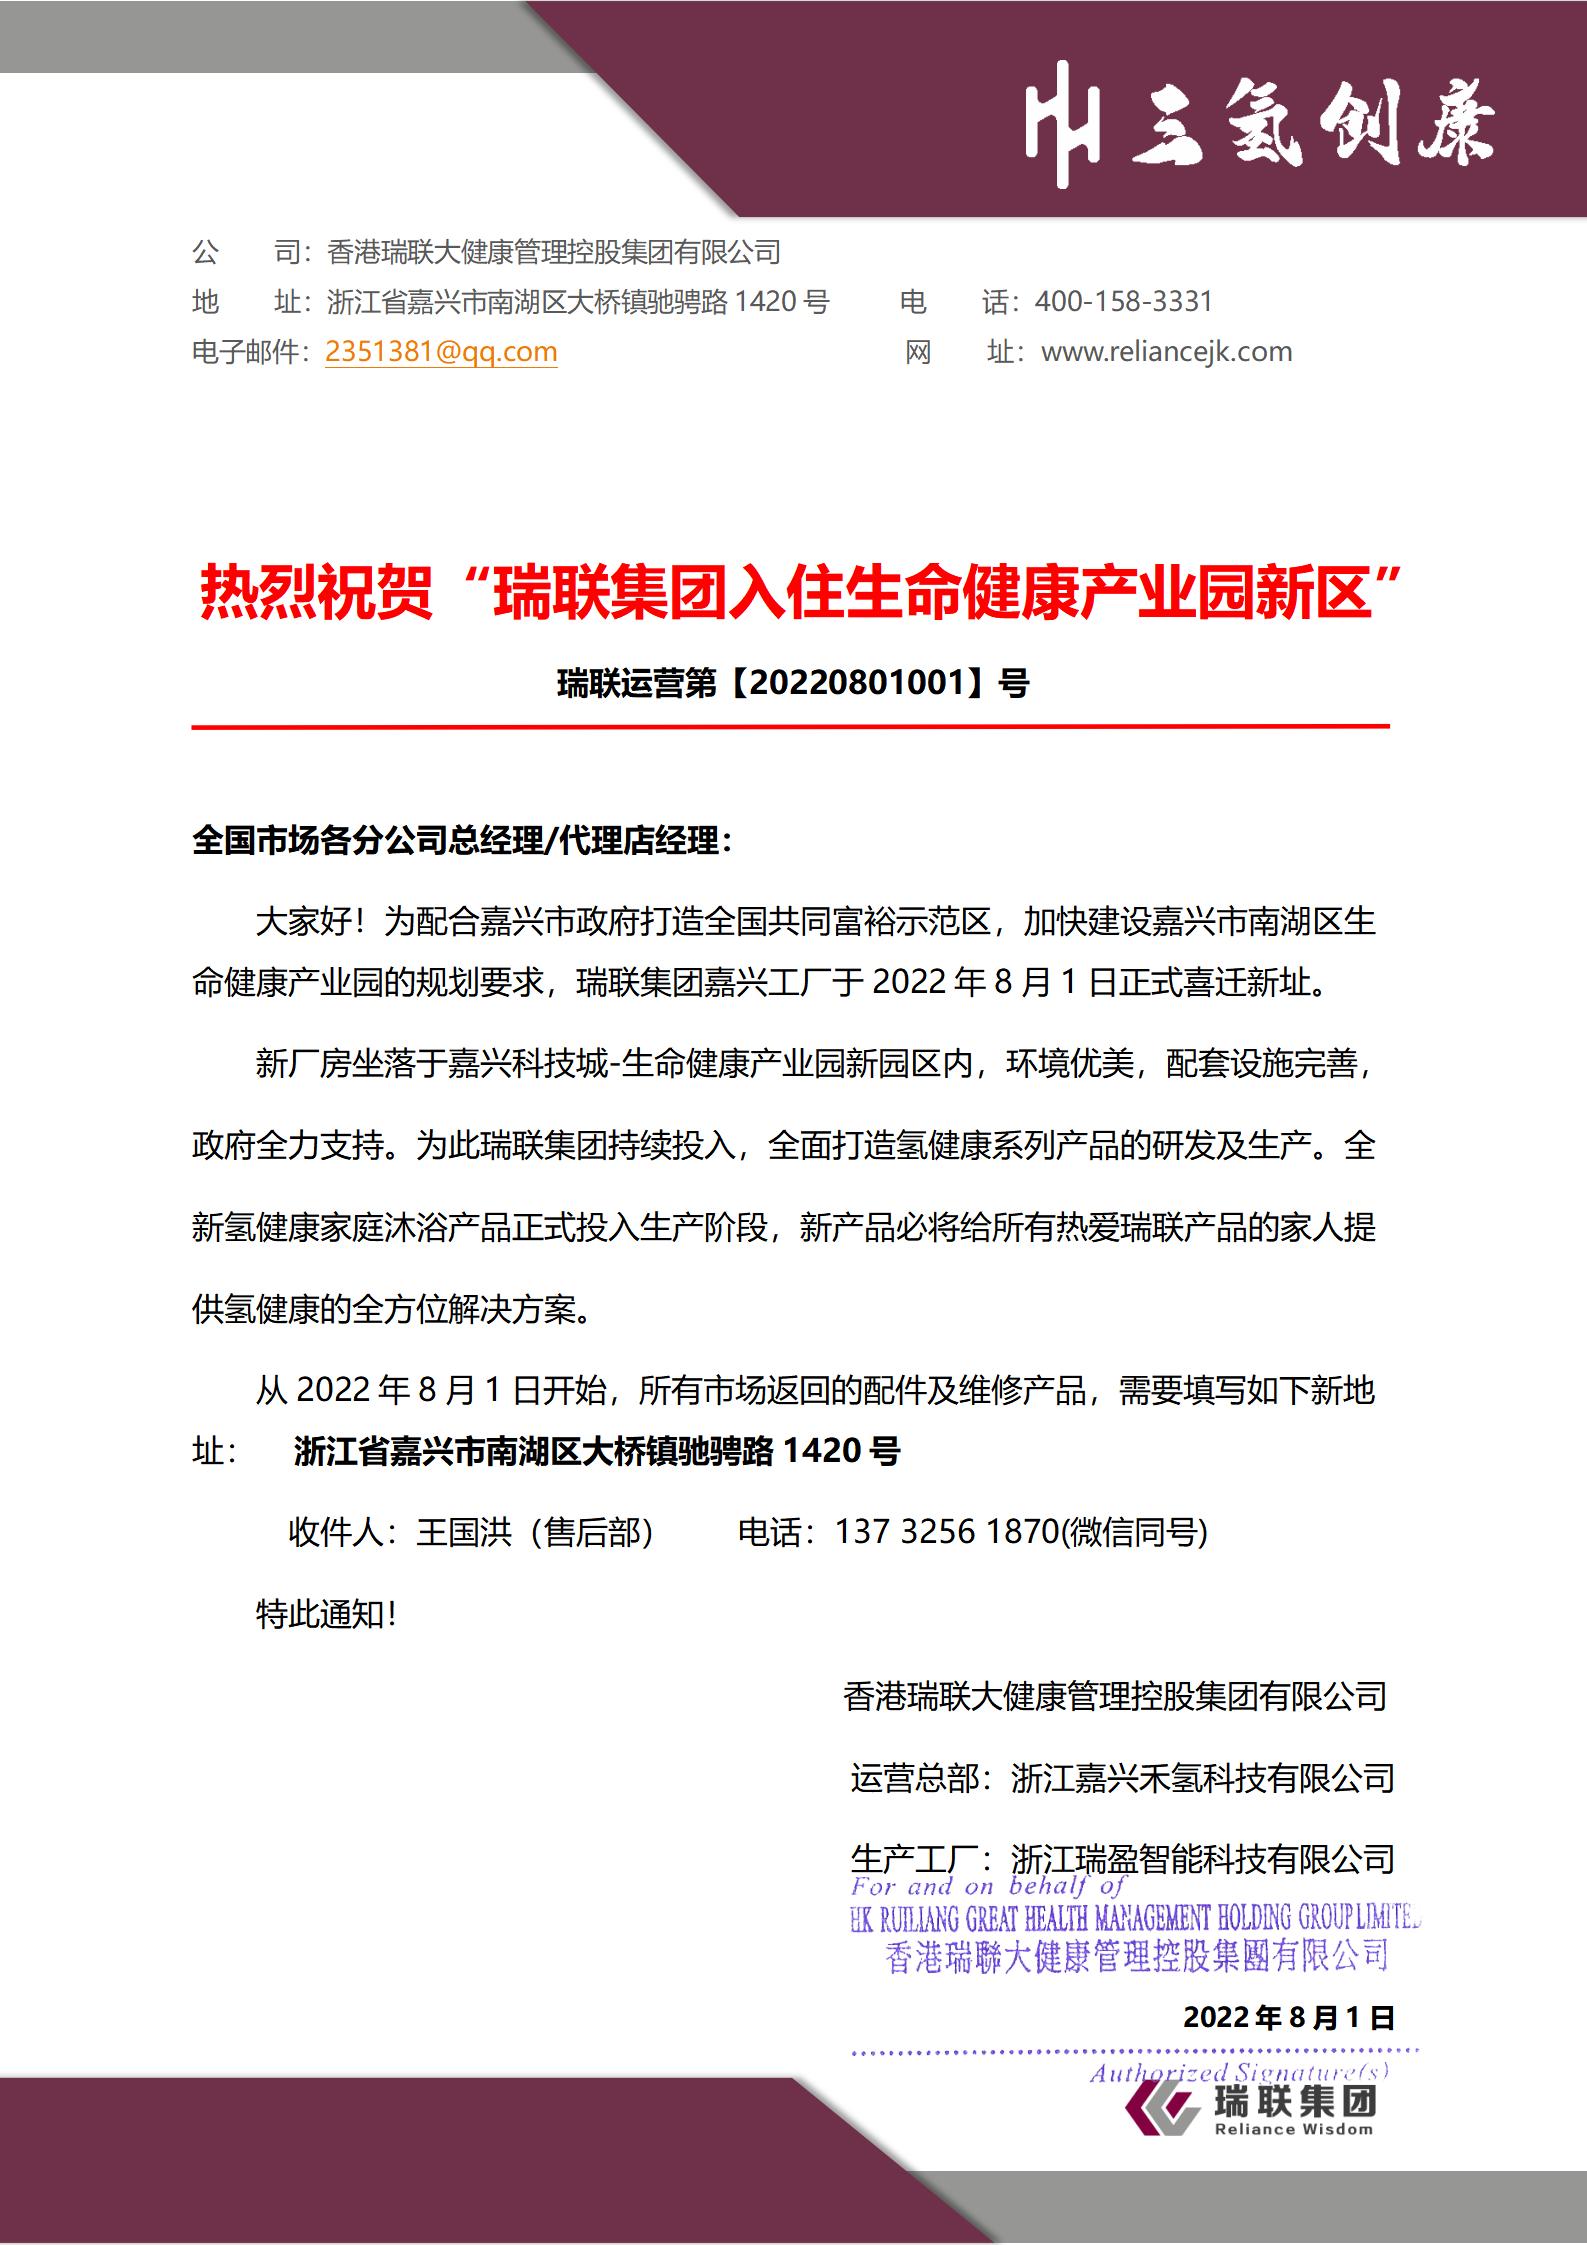 三氢创康
公 司：香港瑞联大健康管理控股集团有限公司
地 址：浙江省嘉兴市南湖区大桥镇驰骋路 1420 号 电 话：400-158-3331
电子邮件：2351381@qq.com 网 址：www.reliancejk.com
热烈祝贺“瑞联集团入住生命健康产业园新区”
瑞联运营第【20220801001】号
全国市场各分公司总经理/代理店经理：
大家好！为配合嘉兴市政府打造全国共同富裕示范区，加快建设嘉兴市南湖区生
命健康产业园的规划要求，瑞联集团嘉兴工厂于 2022 年 8 月 1 日正式喜迁新址。
新厂房坐落于嘉兴科技城-生命健康产业园新园区内，环境优美，配套设施完善，
政府全力支持。为此瑞联集团持续投入，全面打造氢健康系列产品的研发及生产。全
新氢健康家庭沐浴产品正式投入生产阶段，新产品必将给所有热爱瑞联产品的家人提
供氢健康的全方位解决方案。
从 2022 年 8 月 1 日开始，所有市场返回的配件及维修产品，需要填写如下新地
址： 浙江省嘉兴市南湖区大桥镇驰骋路 1420 号
收件人：王国洪（售后部） 电话：137 3256 1870(微信同号)
特此通知！
香港瑞联大健康管理控股集团有限公司
运营总部：浙江嘉兴禾氢科技有限公司
生产工厂：浙江瑞盈智能科技有限公司
For and on behalf of
HK RUILIANG GREAT HEALTH MANAGEMENT HOLDING GROUP LIMITED
香港瑞聯大健康管理控股集團有限公司
2022 年 8 月 1 日
Authorized Signature(s)
瑞联集团
Reliance Wisdom